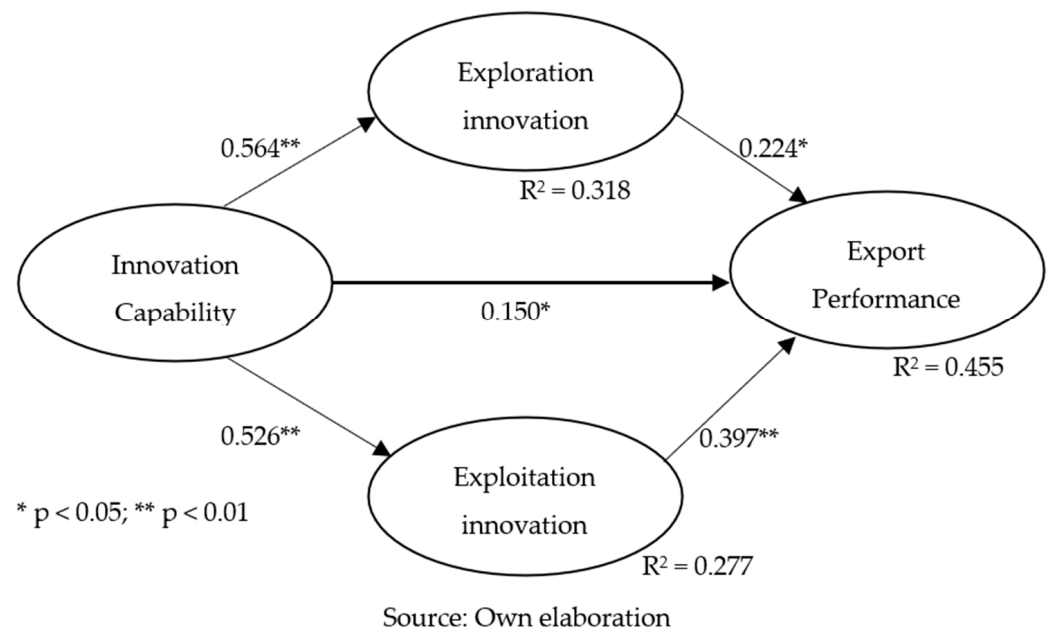 Exploration
innovation
0.564**
0.224*
R² = 0.318
Innovation
Capability
Export
Performance
0.150*
R² = 0.455
0.526**
0.397**
Exploitation
innovation
* p < 0.05; ** p < 0.01
R² = 0.277
Source: Own elaboration